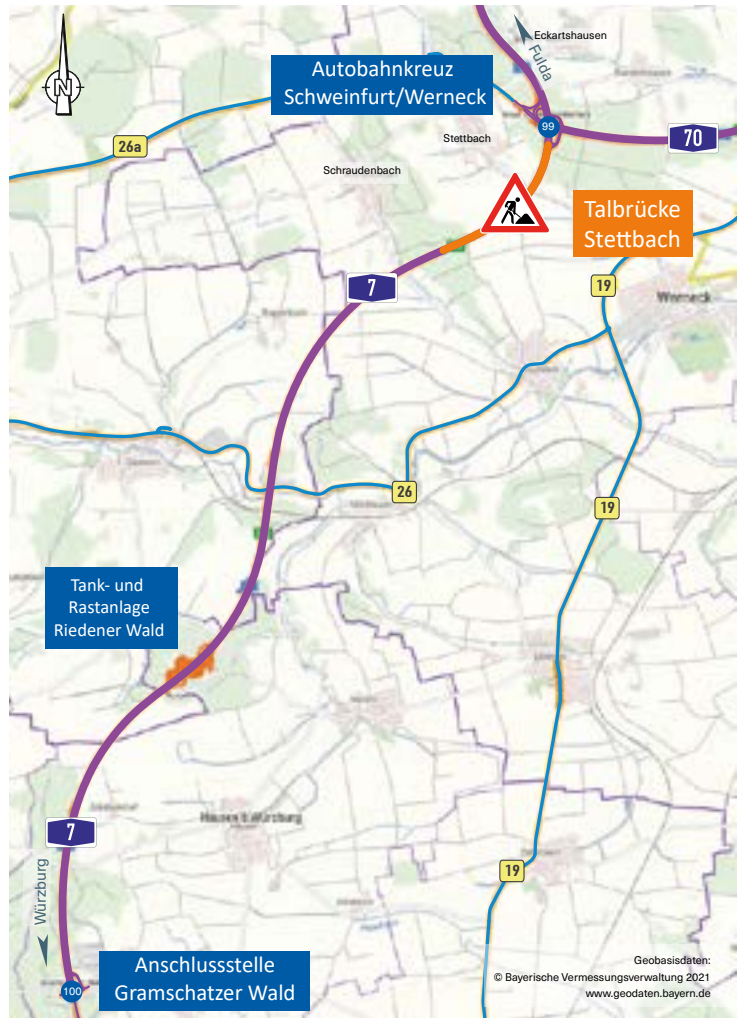 Eckartshausen
Fulda
Autobahnkreuz
Schweinfurt/Werneck
N
99
26a
Stettbach
70
Schraudenbach
Talbrücke
Stettbach
7
19
Werneck
26
19
Tank- und
Rastanlage
Riedener Wald
Hausen b. Würzburg
7
19
Würzburg
Anschlussstelle
Gramschatzer Wald
100
Geobasisdaten:
© Bayerische Vermessungsverwaltung 2021
www.geodaten.bayern.de